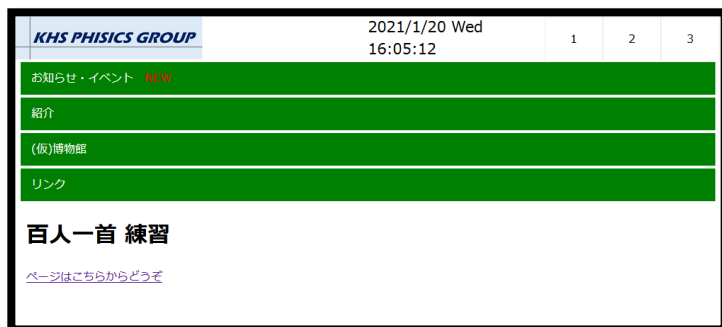 KHS PHISICS GROUP
2021/1/20 Wed
16:05:12
1 2 3
お知らせ・イベント
紹介
(仮)博物館
リンク
百人一首 練習
ページはこちらからどうぞ